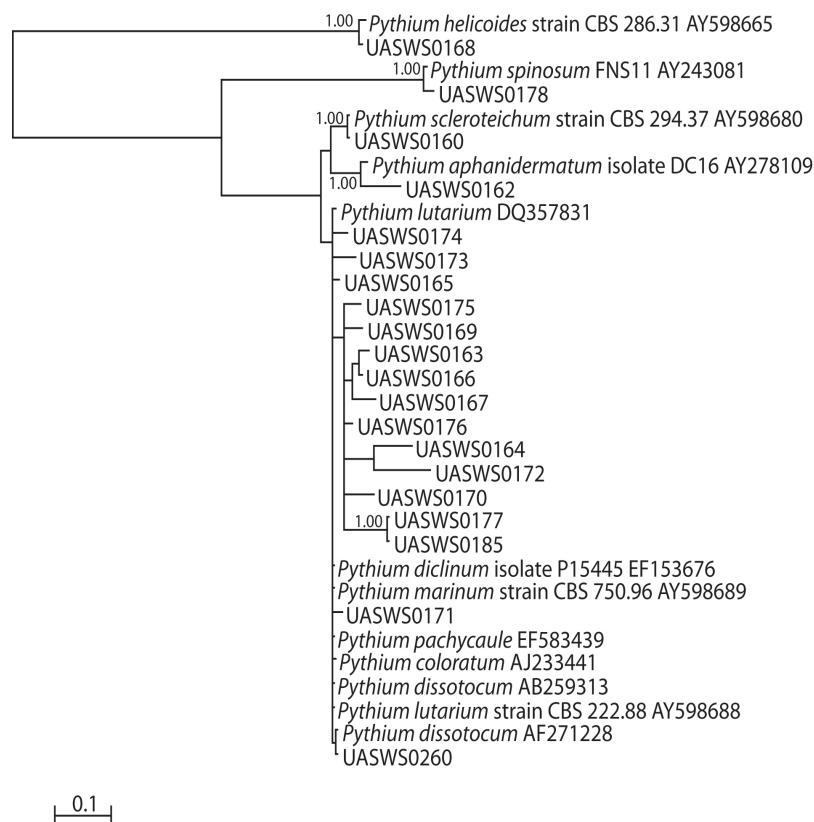 1.00 Pythium helicoides strain CBS 286.31 AY598665
UASWS0168
1.00 Pythium spinosum FNS11 AY243081
UASWS0178
1.00 Pythium scleroteichum strain CBS 294.37 AY598680
UASWS0160
Pythium aphanidermatum isolate DC16 AY278109
1.00 UASWS0162
Pythium lutarium DQ357831
UASWS0174
UASWS0173
UASWS0165
UASWS0175
UASWS0169
UASWS0163
UASWS0166
UASWS0167
UASWS0176
UASWS0164
UASWS0172
UASWS0170
1.00 UASWS0177
UASWS0185
Pythium diclinum isolate P15445 EF153676
Pythium marinum strain CBS 750.96 AY598689
UASWS0171
Pythium pachycaule EF583439
Pythium coloratum AJ233441
Pythium dissotocum AB259313
Pythium lutarium strain CBS 222.88 AY598688
Pythium dissotocum AF271228
UASWS0260
0.1